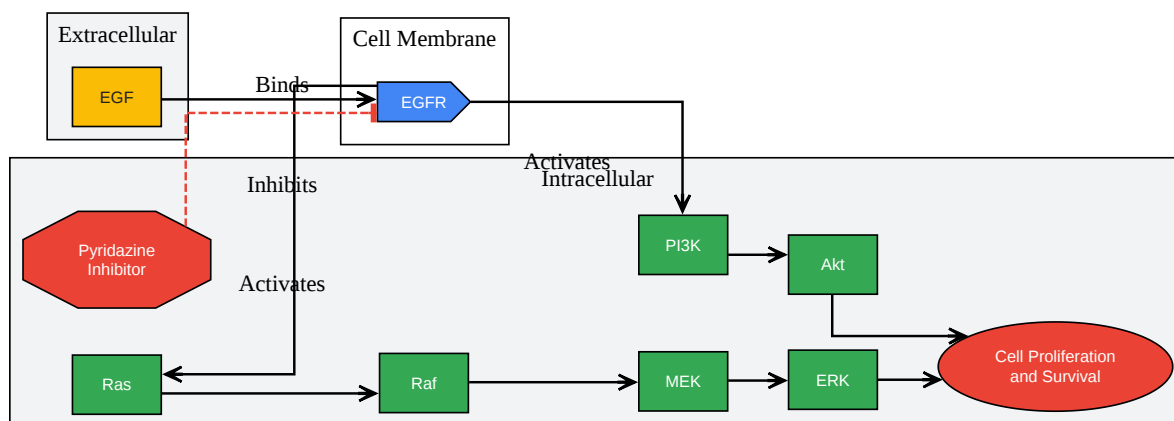 Extracellular
Cell Membrane
EGF
Binds
EGFR
Activates
Intracellular
Inhibits
Pyridazine
Inhibitor
PI3K
Akt
Activates
Ras
Raf
MEK
ERK
Cell Proliferation
and Survival